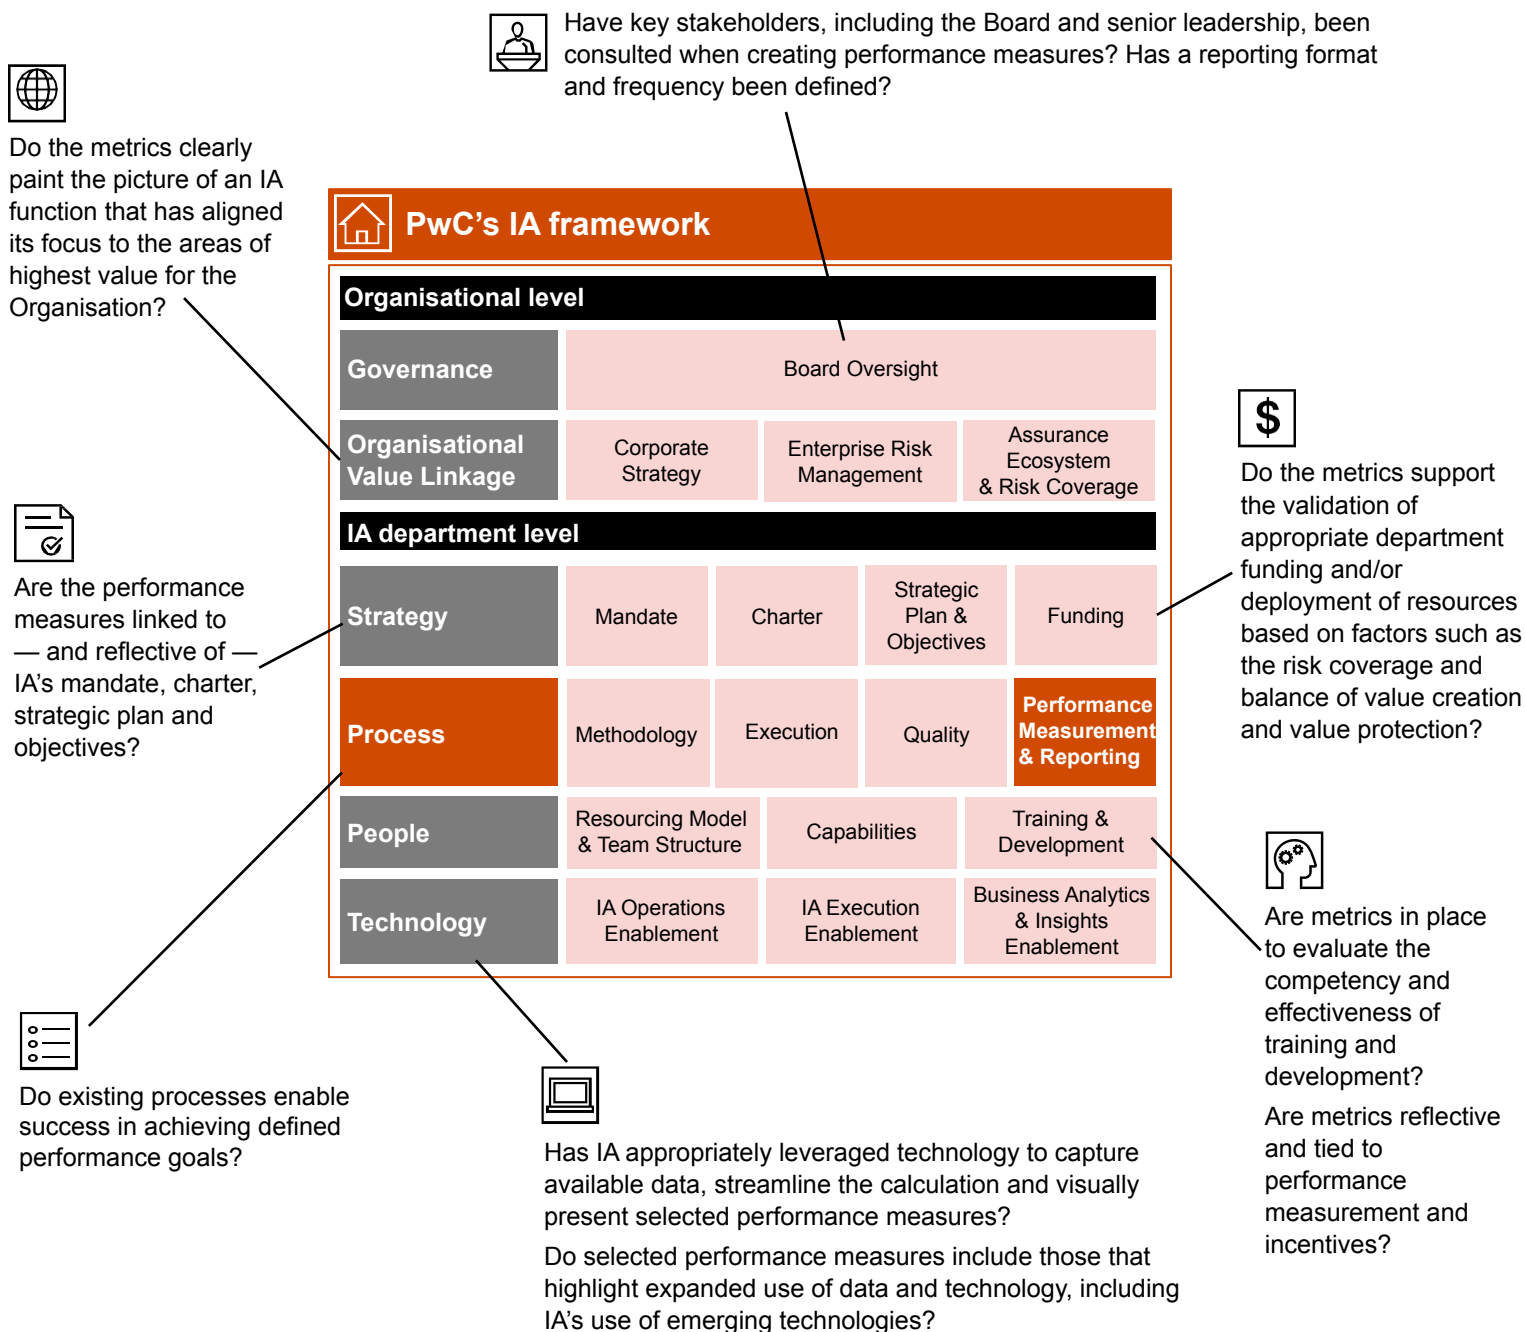 Have key stakeholders, including the Board and senior leadership, been
consulted when creating performance measures? Has a reporting format
and frequency been defined?
Do the metrics clearly
paint the picture of an IA
function that has aligned
its focus to the areas of
highest value for the
Organisation?
PwC’s IA framework
Organisational level
Governance
Board Oversight
Organisational
Value Linkage
Corporate
Strategy
Enterprise Risk
Management
Assurance
Ecosystem
& Risk Coverage
IA department level
Strategy
Mandate
Charter
Strategic
Plan &
Objectives
Funding
Process
Methodology
Execution
Quality
Performance
Measurement
& Reporting
People
Resourcing Model
& Team Structure
Capabilities
Training &
Development
Technology
IA Operations
Enablement
IA Execution
Enablement
Business Analytics
& Insights
Enablement
$
Do the metrics support
the validation of
appropriate department
funding and/or
deployment of resources
based on factors such as
the risk coverage and
balance of value creation
and value protection?
Are the performance
measures linked to
— and reflective of —
IA’s mandate, charter,
strategic plan and
objectives?
Are metrics in place
to evaluate the
competency and
effectiveness of
training and
development?
Are metrics reflective
and tied to
performance
measurement and
incentives?
Do existing processes enable
success in achieving defined
performance goals?
Has IA appropriately leveraged technology to capture
available data, streamline the calculation and visually
present selected performance measures?
Do selected performance measures include those that
highlight expanded use of data and technology, including
IA’s use of emerging technologies?